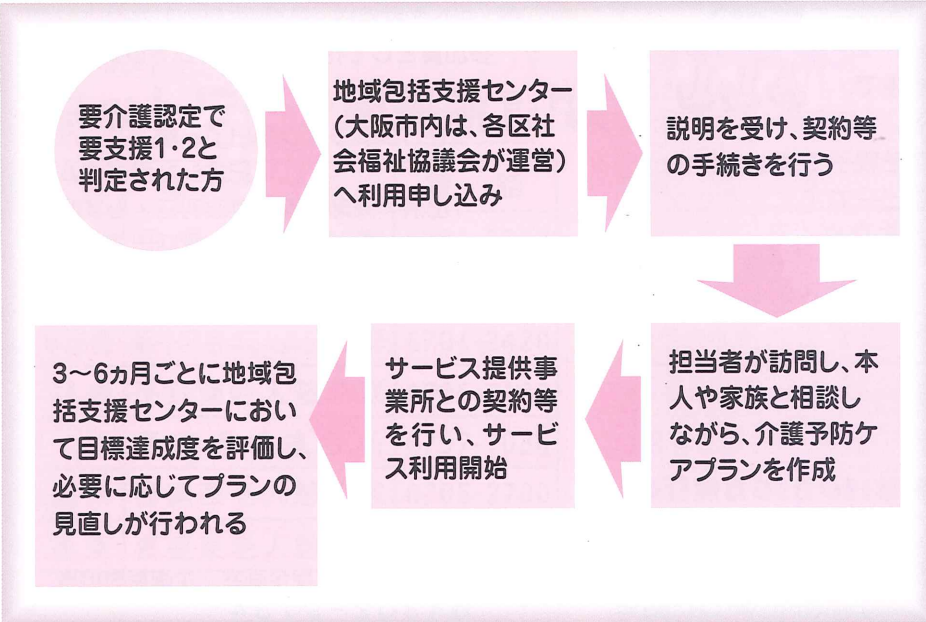 要介護認定で
要支援1・2と
判定された方
地域包括支援センター
(大阪市内は、各区社
会福祉協議会が運営)
へ利用申し込み
説明を受け、契約等
の手続きを行う
担当者が訪問し、本
人や家族と相談し
ながら、介護予防ケ
アプランを作成
サービス提供事
業所との契約等
を行い、サービ
ス利用開始
3〜6ヵ月ごとに地域包
括支援センターにおい
て目標達成度を評価し、
必要に応じてプランの
見直しが行われる